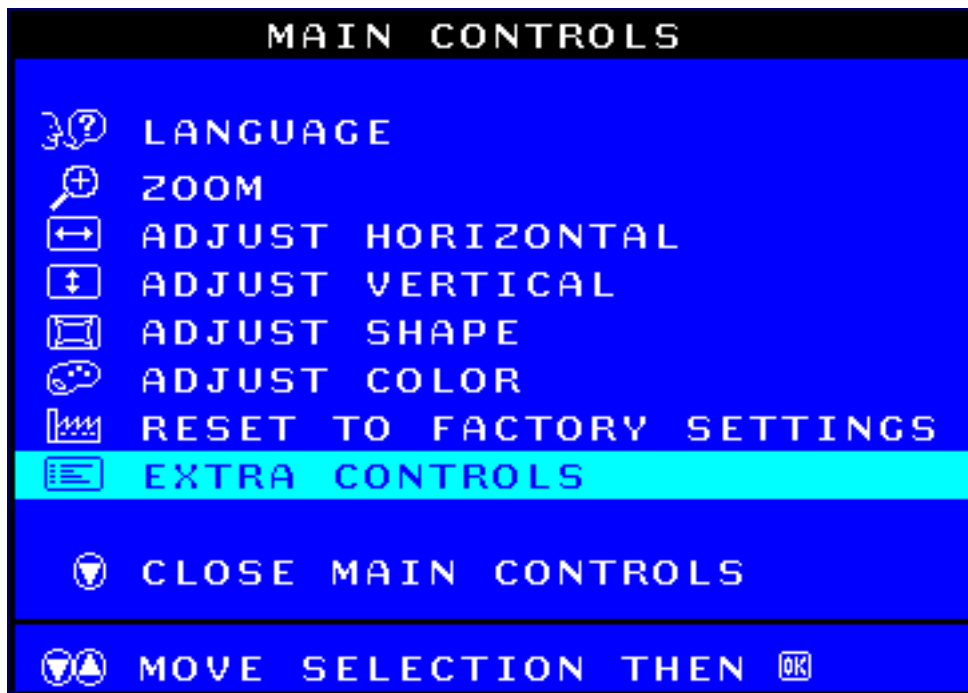 MAIN CONTROLS
LANGUAGE
ZOOM
ADJUST HORIZONTAL
ADJUST VERTICAL
ADJUST SHAPE
ADJUST COLOR
RESET TO FACTORY SETTINGS
EXTRA CONTROLS
CLOSE MAIN CONTROLS
MOVE SELECTION THEN OK